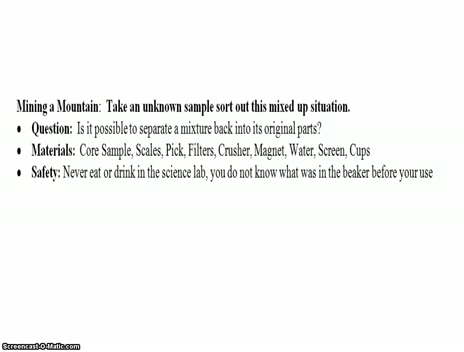 Mining a Mountain: Take an unknown sample sort out this mixed up situation.
• Question: Is it possible to separate a mixture back into its original parts?
• Materials: Core Sample, Scales, Pick, Filters, Crusher, Magnet, Water, Screen, Cups
• Safety: Never eat or drink in the science lab, you do not know what was in the beaker before your use
Screencast-O-Matic.com